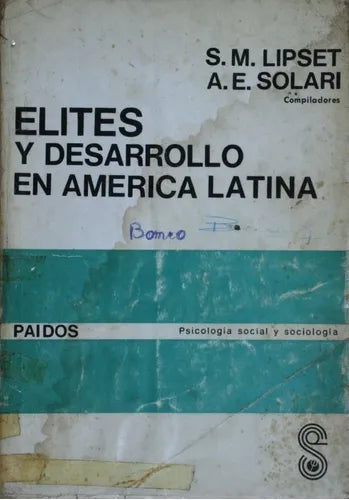 S. M. LIPSET
A. E. SOLARI
Compiladores
ELITES
Y DESARROLLO
EN AMERICA LATINA
PAIDOS
Psicología social y sociología